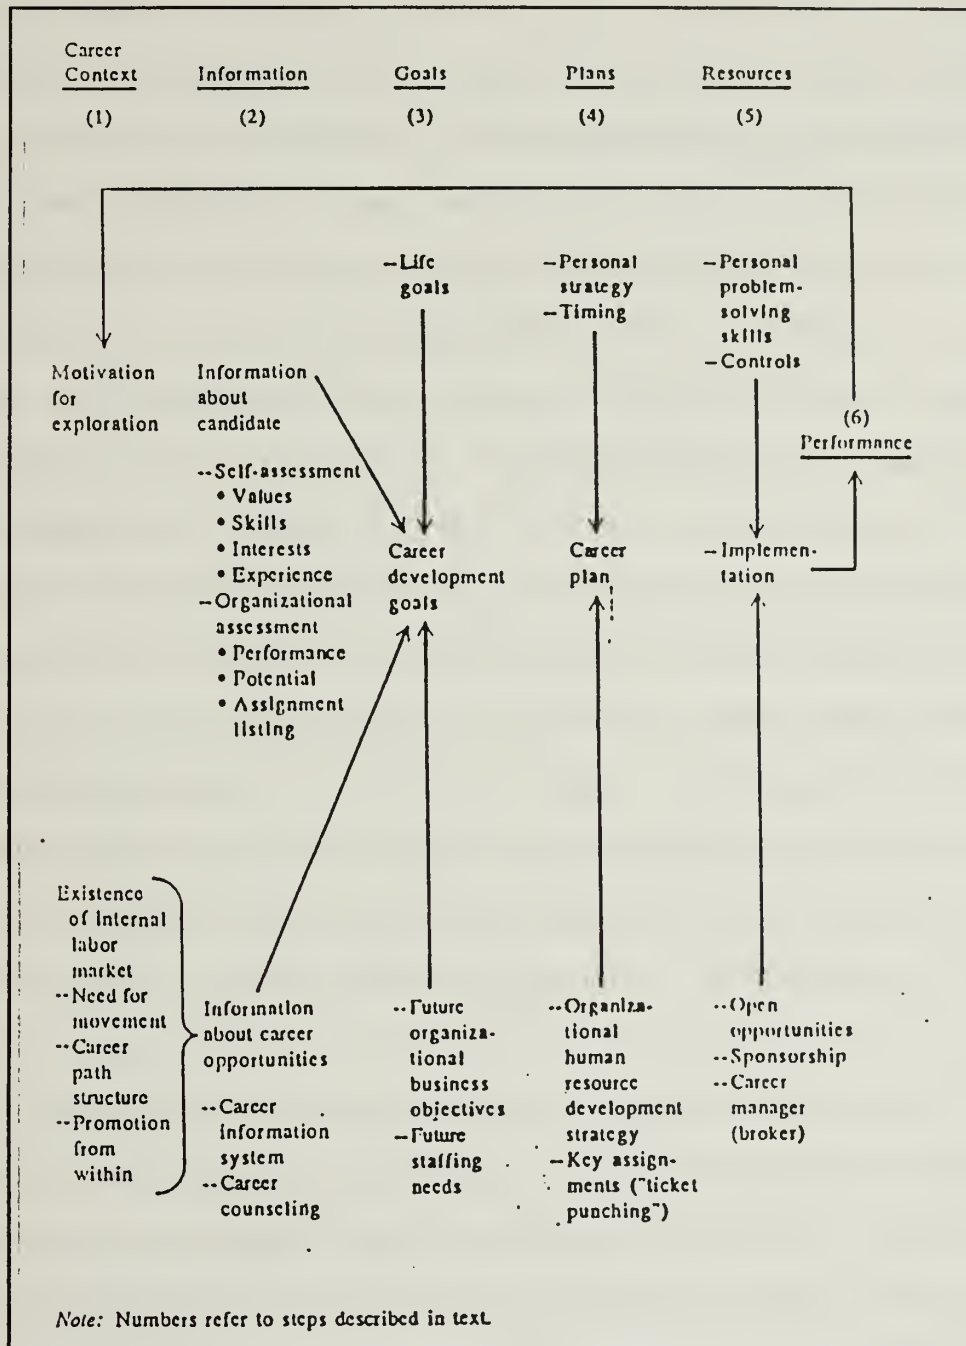 Career
Context
(1)
Information
(2)
Goals
(3)
Plans
(4)
Resources
(5)
Motivation
for
exploration
Information
about
candidate
--Self-assessment
• Values
• Skills
• Interests
• Experience
—Organizational
assessment
• Performance
• Potential
• Assignment
listing
—Life
goals
Career
development
goals
—Personal
strategy
—Timing
Career
plan
—Personal
problem-
solving
skills
—Controls
—Implemen-
tation
(6)
Performance
Existence
of internal
labor
market
--Need for
movement
--Career
path
structure
--Promotion
from
within
Information
about career
opportunities
--Career
information
system
--Career
counseling
--Future
organiza-
tional
business
objectives
—Future
staffing
needs
--Organiza-
tional
human
resource
development
strategy
—Key assign-
ments ("ticket
punching")
--Open
opportunities
--Sponsorship
--Career
manager
(broker)
Note: Numbers refer to steps described in text.